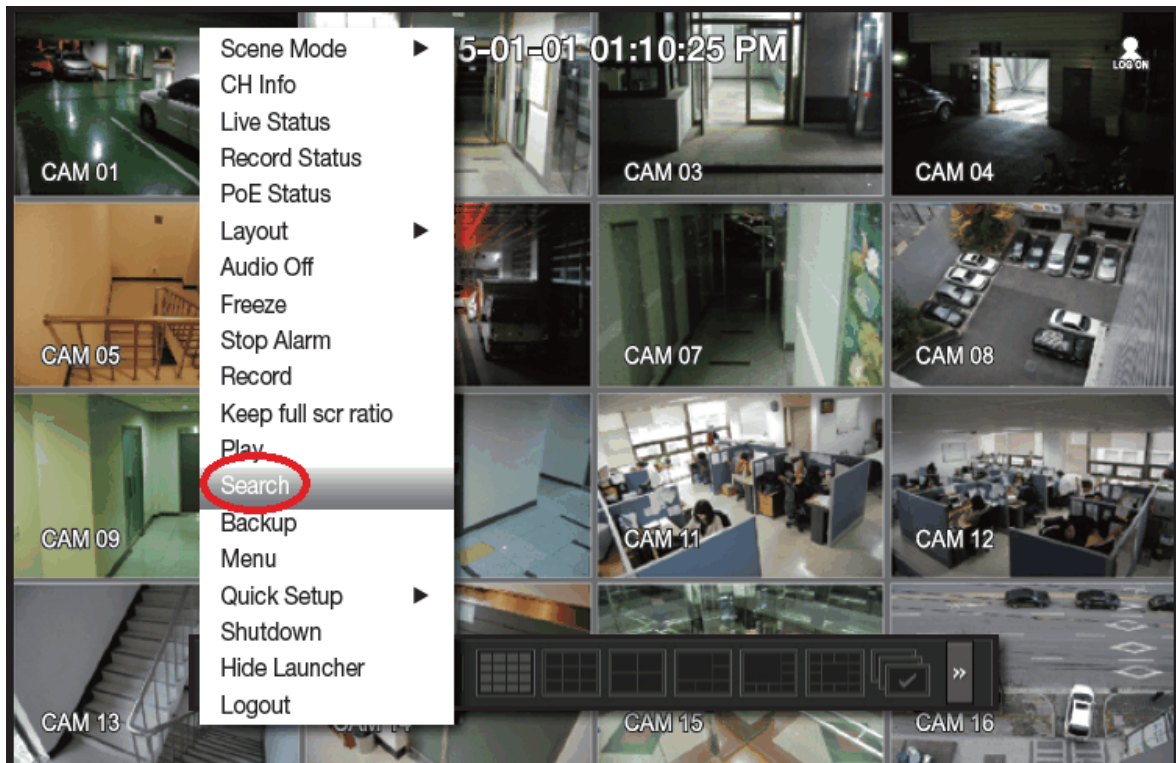 5-01-01 01:10:25 PM
LOG ON
CAM 01
CAM 03
CAM 04
CAM 05
CAM 07
CAM 08
CAM 09
CAM 11
CAM 12
CAM 13
CAM 15
CAM 16
Scene Mode
CH Info
Live Status
Record Status
PoE Status
Layout
Audio Off
Freeze
Stop Alarm
Record
Keep full scr ratio
Play
Search
Backup
Menu
Quick Setup
Shutdown
Hide Launcher
Logout